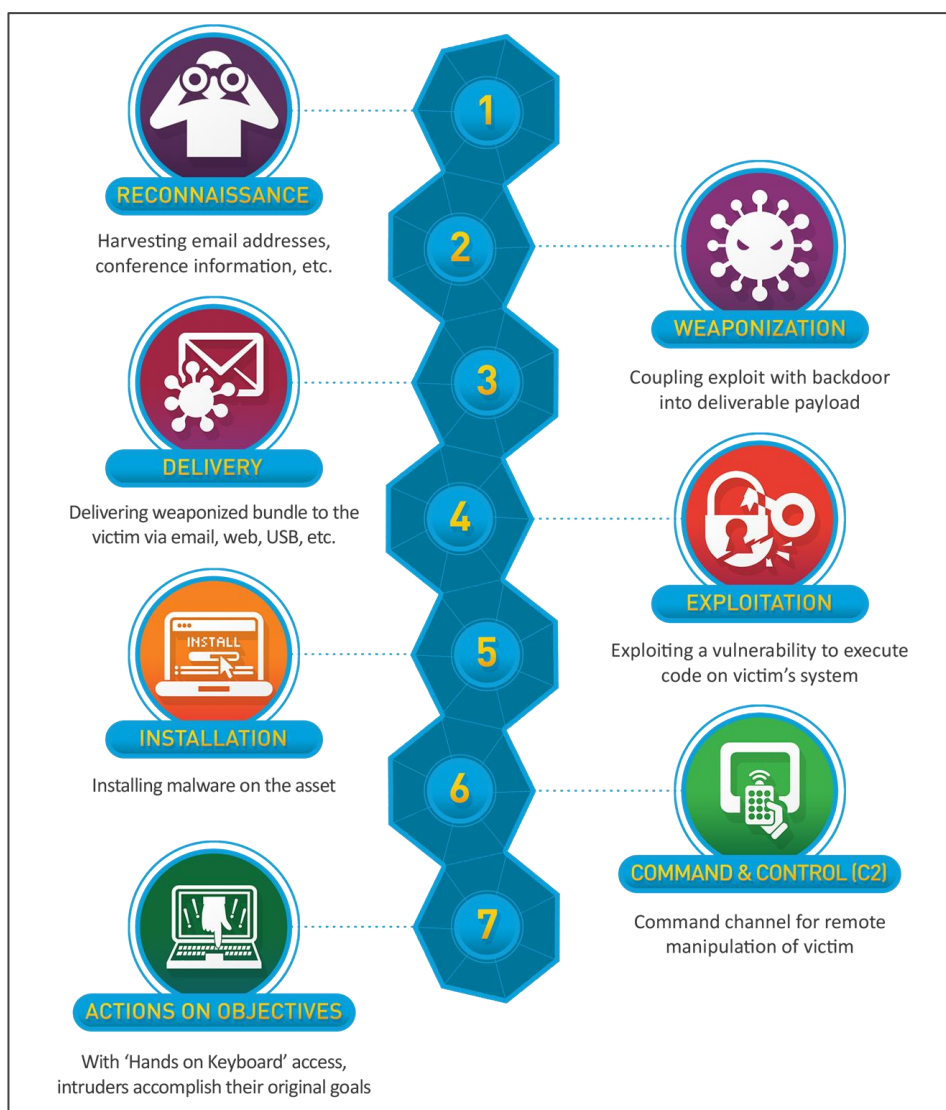 1
RECONNAISSANCE
Harvesting email addresses,
conference information, etc.
2
WEAPONIZATION
Coupling exploit with backdoor
into deliverable payload
3
DELIVERY
Delivering weaponized bundle to the
victim via email, web, USB, etc.
4
EXPLOITATION
Exploiting a vulnerability to execute
code on victim’s system
5
INSTALL
INSTALLATION
Installing malware on the asset
6
COMMAND & CONTROL (C2)
Command channel for remote
manipulation of victim
7
ACTIONS ON OBJECTIVES
With ‘Hands on Keyboard’ access,
intruders accomplish their original goals